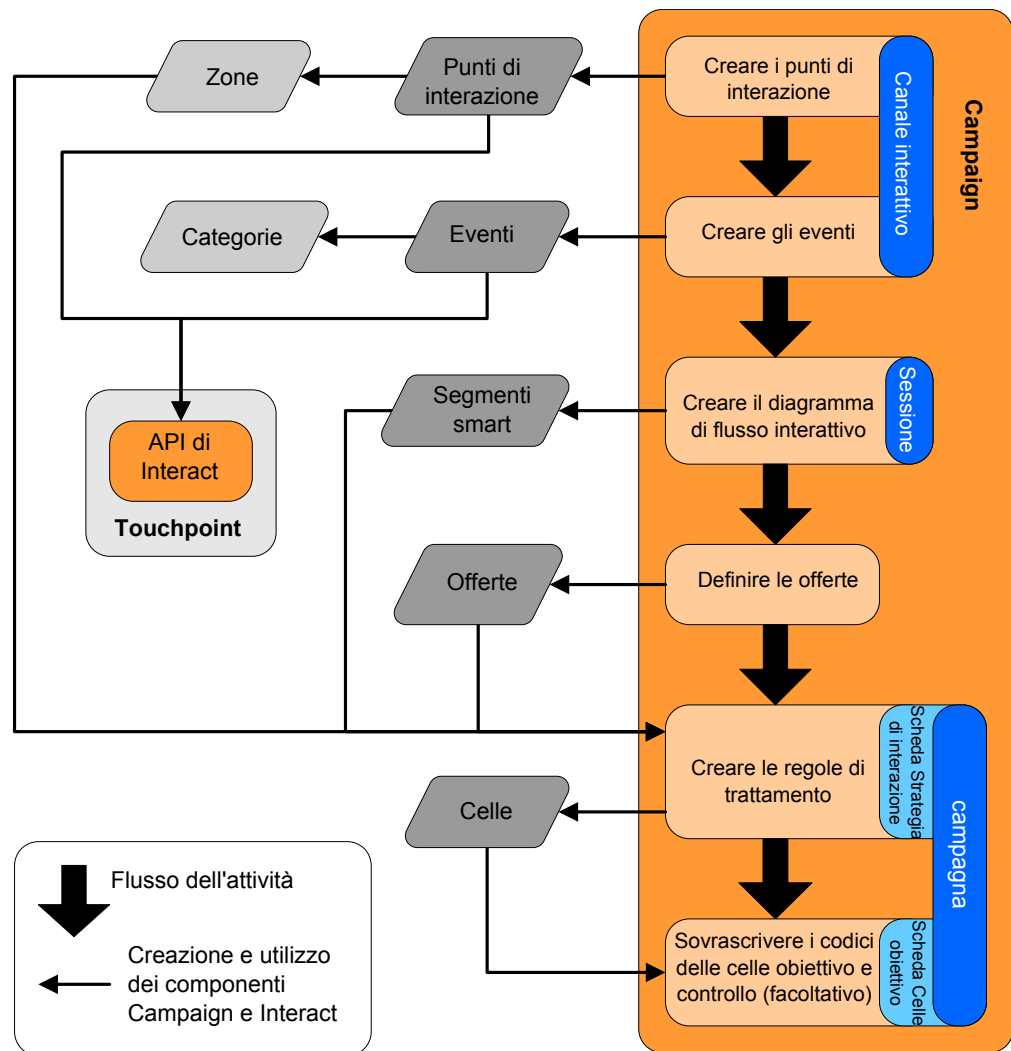 Zone
Punti di
interazione
Creare i punti di
interazione
Canale interattivo
Campaign
Categorie
Eventi
Creare gli eventi
Segmenti
smart
Creare il diagramma
di flusso interattivo
Sessione
API di
Interact
Touchpoint
Offerte
Definire le offerte
Creare le regole di
trattamento
Scheda Strategia
di interazione
campagna
Celle
Sovrascrivere i codici
delle celle obiettivo e
controllo (facoltativo)
Scheda Celle
obiettivo
Flusso dell'attività
Creazione e utilizzo
dei componenti
Campaign e Interact